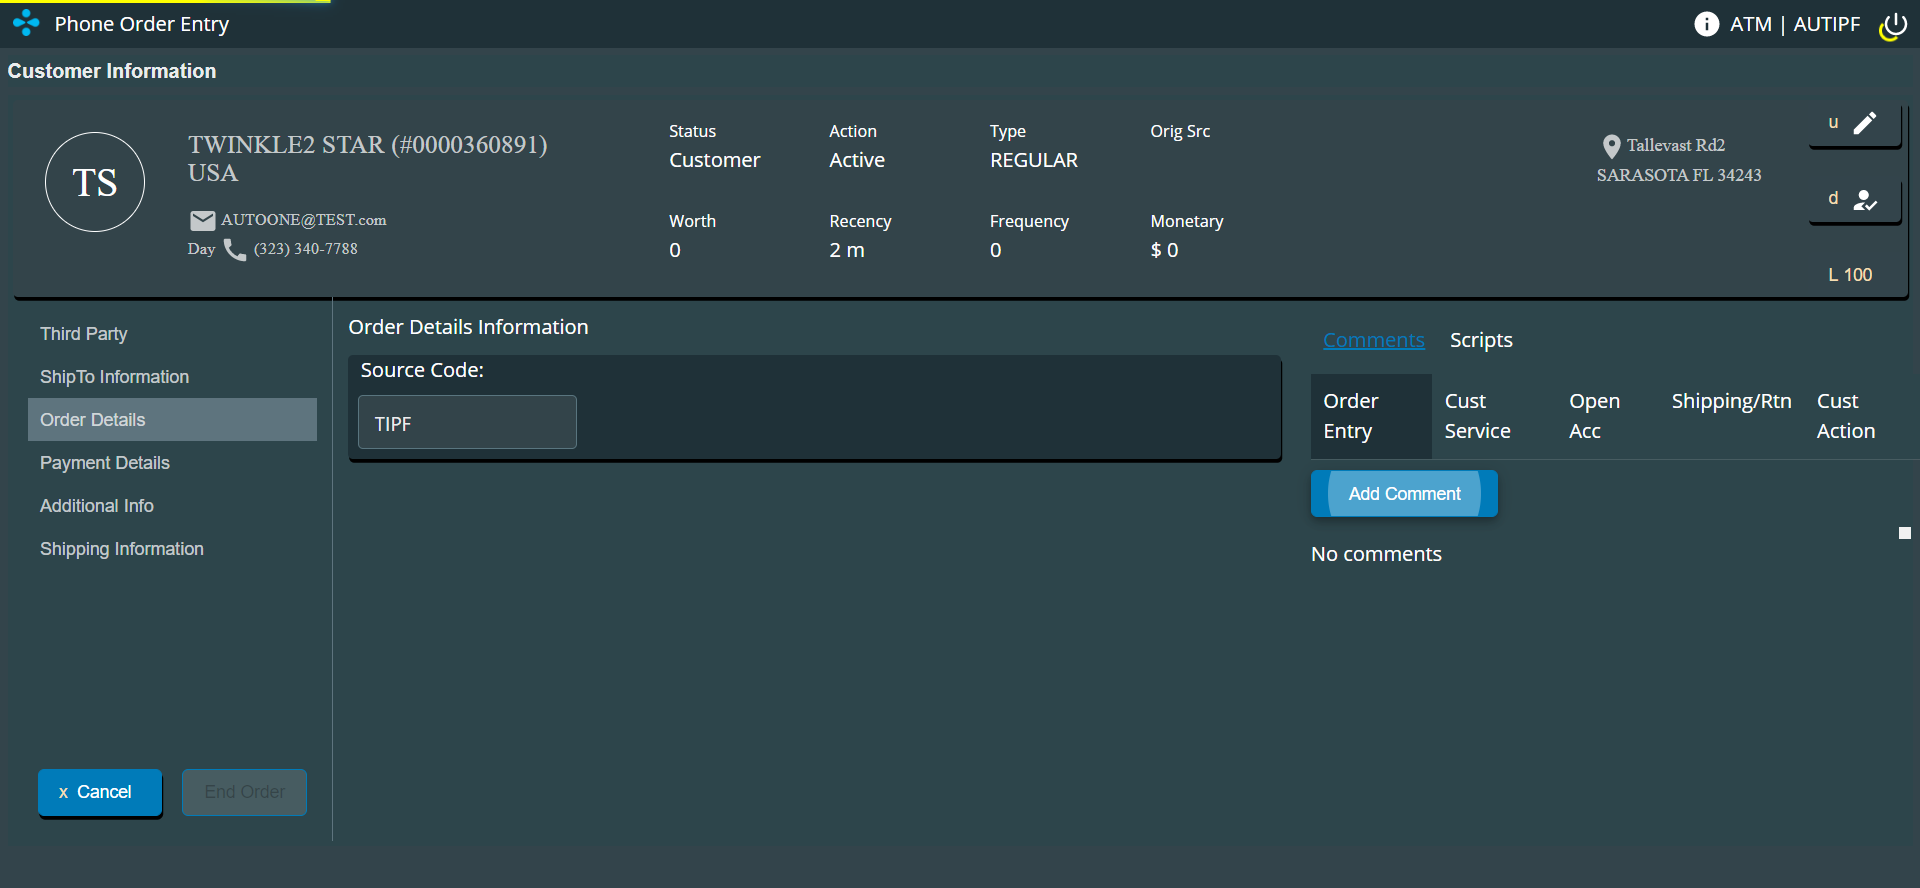 Phone Order Entry
ATM | AUTIPF
Customer Information
TS
TWINKLE2 STAR (#0000360891)
USA
AUTOONE@TEST.com
Day (323) 340-7788
Status
Customer
Action
Active
Type
REGULAR
Orig Src
Worth
0
Recency
2 m
Frequency
0
Monetary
$ 0
Tallevast Rd2
SARASOTA FL 34243
u
d
L 100
Third Party
ShipTo Information
Order Details
Payment Details
Additional Info
Shipping Information
x Cancel
End Order
Order Details Information
Source Code:
TIPF
Comments
Scripts
Order
Entry
Cust
Service
Open
Acc
Shipping/Rtn
Cust
Action
Add Comment
No comments